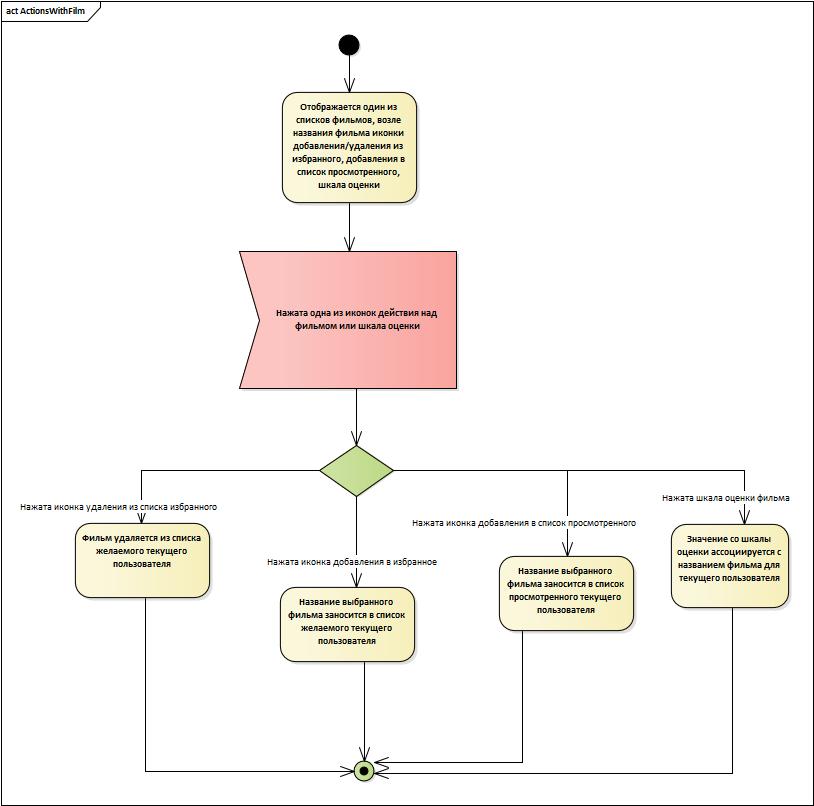 act ActionsWithFilm
Отображается один из
списков фильмов, возле
названия фильма иконки
добавления/удаления из
избранного, добавления в
список просмотренного,
шкала оценки
Нажата одна из иконок действия над
фильмом или шкала оценки
Нажата иконка удаления из списка избранного
Фильм удаляется из списка
желаемого текущего
пользователя
Нажата иконка добавления в избранное
Название выбранного
фильма заносится в список
желаемого текущего
пользователя
Нажата иконка добавления в список просмотренного
Название выбранного
фильма заносится в список
просмотренного текущего
пользователя
Нажата шкала оценки фильма
Значение со шкалы
оценки ассоциируется с
названием фильма для
текущего пользователя